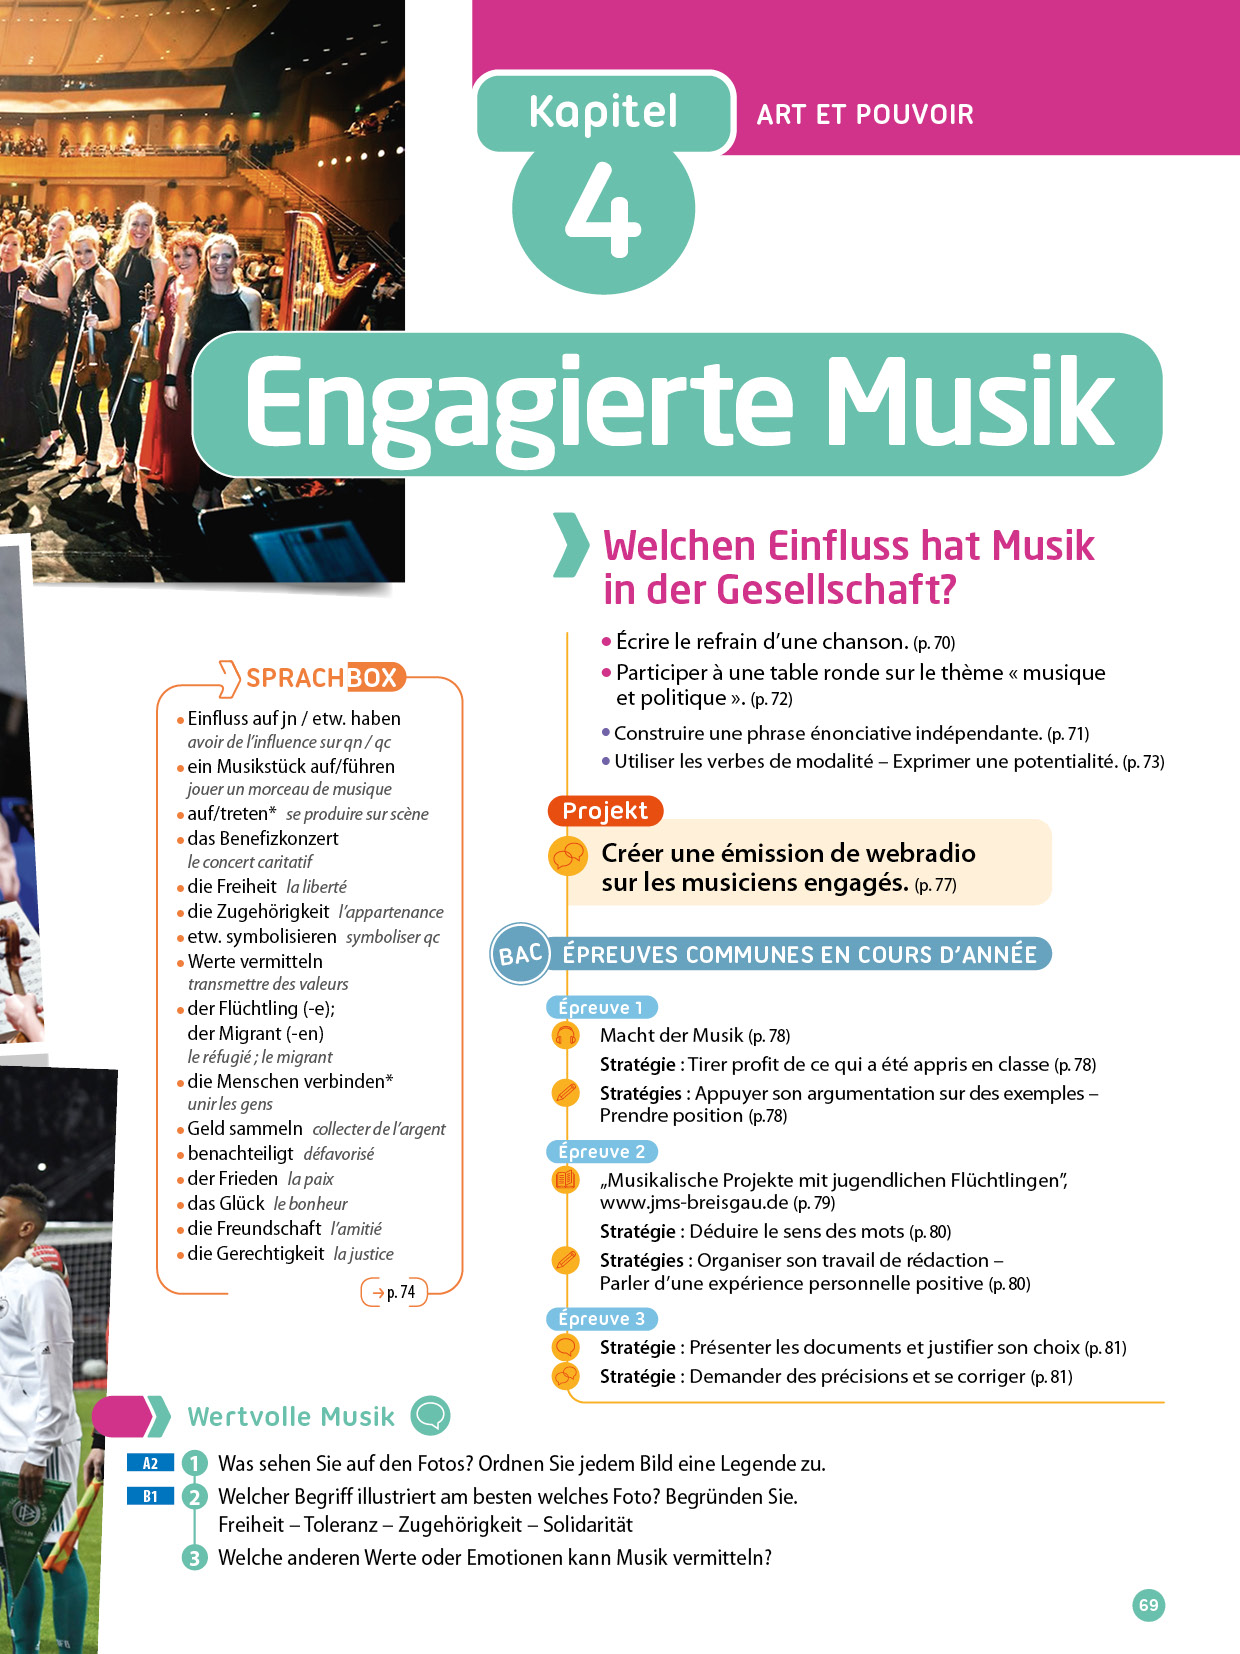 Kapitel
4
ART ET POUVOIR
Engagierte Musik
Welchen Einfluss hat Musik
in der Gesellschaft?
• Écrire le refrain d’une chanson. (p. 70)
• Participer à une table ronde sur le thème « musique
et politique ». (p. 72)
• Construire une phrase énonciative indépendante. (p. 71)
• Utiliser les verbes de modalité – Exprimer une potentialité. (p. 73)
Projekt
Créer une émission de webradio
sur les musiciens engagés. (p. 77)
BAC
ÉPREUVES COMMUNES EN COURS D’ANNÉE
Épreuve 1
Macht der Musik (p. 78)
Stratégie : Tirer profit de ce qui a été appris en classe (p. 78)
Stratégies : Appuyer son argumentation sur des exemples –
Prendre position (p.78)
Épreuve 2
„Musikalische Projekte mit jugendlichen Flüchtlingen”,
www.jms-breisgau.de (p. 79)
Stratégie : Déduire le sens des mots (p. 80)
Stratégies : Organiser son travail de rédaction –
Parler d’une expérience personnelle positive (p. 80)
Épreuve 3
Stratégie : Présenter les documents et justifier son choix (p. 81)
Stratégie : Demander des précisions et se corriger (p. 81)
SPRACHBOX
• Einfluss auf jn / etw. haben
avoir de l’influence sur qn / qc
• ein Musikstück auf/führen
jouer un morceau de musique
• auf/treten* se produire sur scène
• das Benefizkonzert
le concert caritatif
• die Freiheit la liberté
• die Zugehörigkeit l’appartenance
• etw. symbolisieren symboliser qc
• Werte vermitteln
transmettre des valeurs
• der Flüchtling (-e);
der Migrant (-en)
le réfugié ; le migrant
• die Menschen verbinden*
unir les gens
• Geld sammeln collecter de l’argent
• benachteiligt défavorisé
• der Frieden la paix
• das Glück le bonheur
• die Freundschaft l’amitié
• die Gerechtigkeit la justice
→ p. 74
Wertvolle Musik
A2
1 Was sehen Sie auf den Fotos? Ordnen Sie jedem Bild eine Legende zu.
B1
2 Welcher Begriff illustriert am besten welches Foto? Begründen Sie.
Freiheit – Toleranz – Zugehörigkeit – Solidarität
3 Welche anderen Werte oder Emotionen kann Musik vermitteln?
69